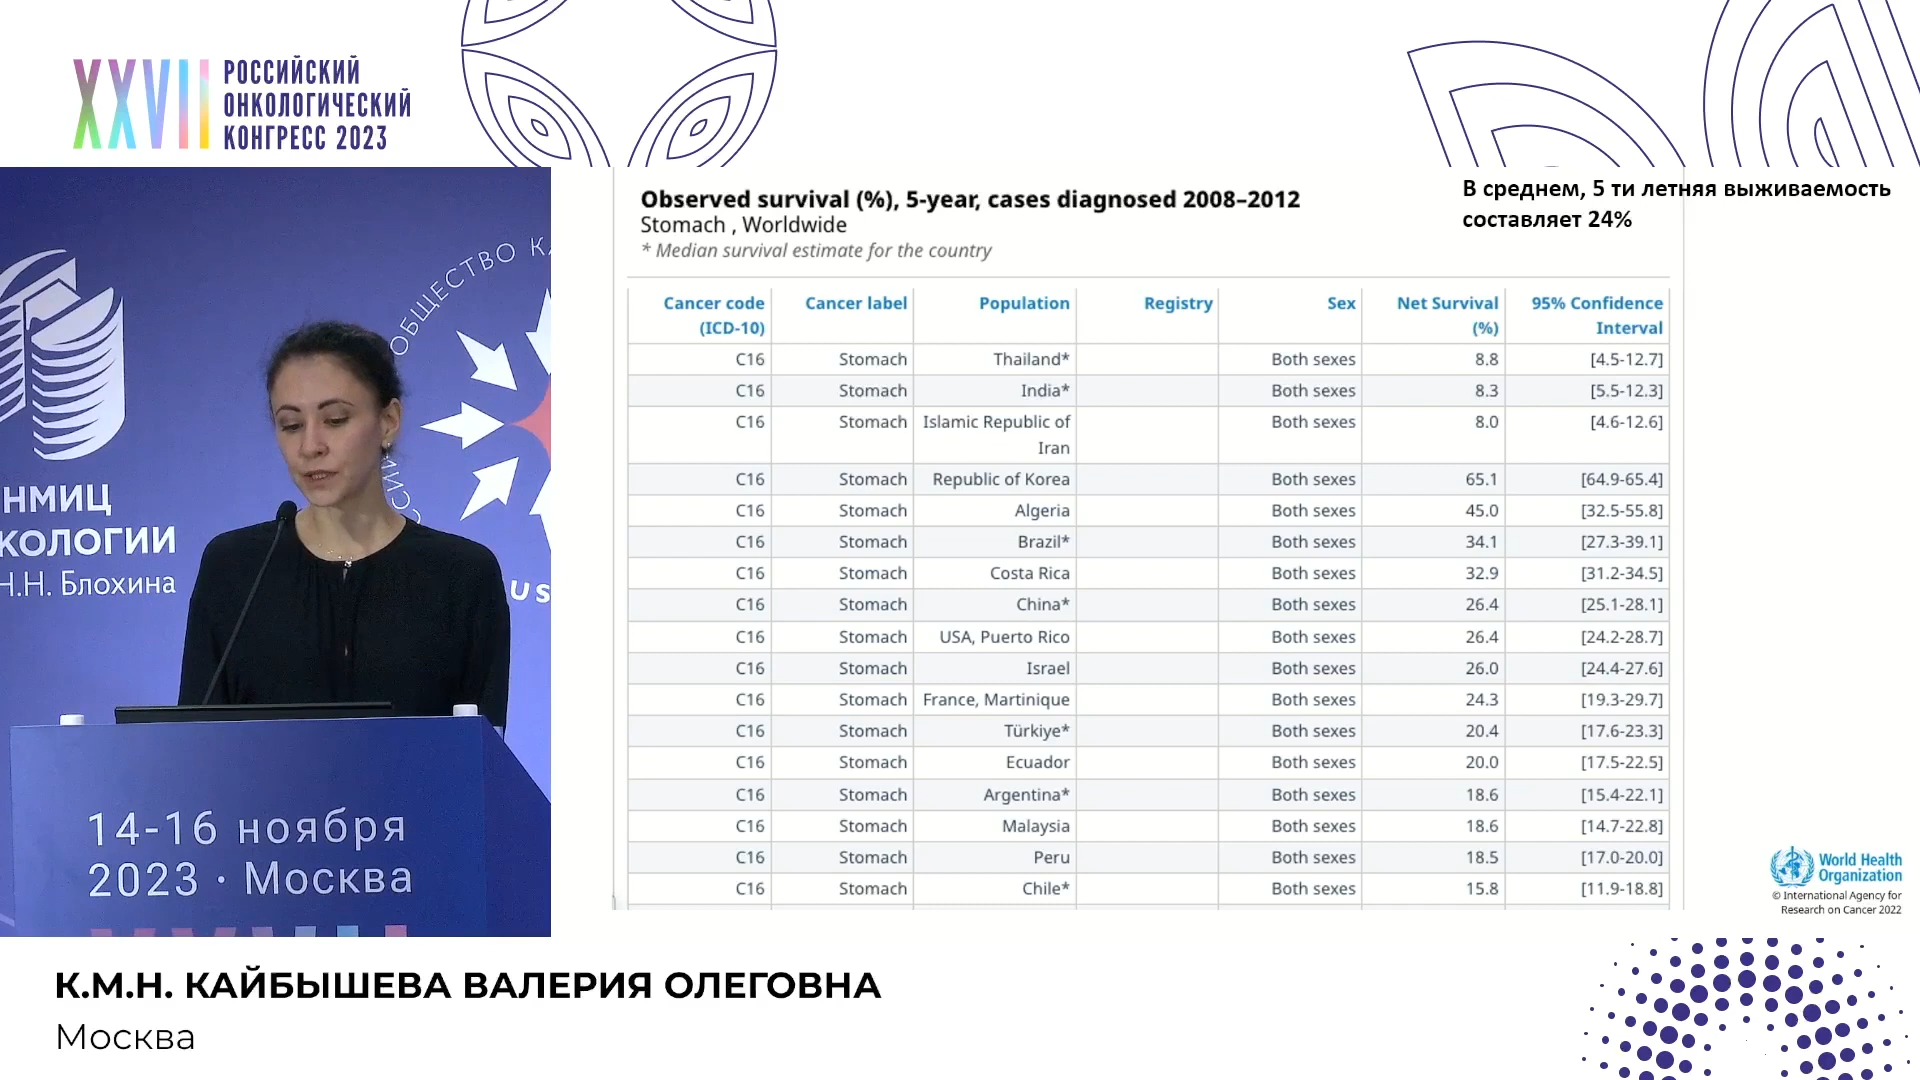 XXVII
РОССИЙСКИЙ
ОНКОЛОГИЧЕСКИЙ
КОНГРЕСС 2023
ОБЩЕСТВО
НМИЦ
КОЛОГИИ
Н.Н. Блохина
US
14-16 ноября
2023 · Москва
Observed survival (%), 5-year, cases diagnosed 2008–2012
Stomach , Worldwide
* Median survival estimate for the country
В среднем, 5 ти летняя выживаемость
составляет 24%
Cancer code (ICD-10) Cancer label Population Registry Sex Net Survival (%) 95% Confidence Interval
C16 Stomach Thailand* Both sexes 8.8 [4.5-12.7]
C16 Stomach India* Both sexes 8.3 [5.5-12.3]
C16 Stomach Islamic Republic of Iran Both sexes 8.0 [4.6-12.6]
C16 Stomach Republic of Korea Both sexes 65.1 [64.9-65.4]
C16 Stomach Algeria Both sexes 45.0 [32.5-55.8]
C16 Stomach Brazil* Both sexes 34.1 [27.3-39.1]
C16 Stomach Costa Rica Both sexes 32.9 [31.2-34.5]
C16 Stomach China* Both sexes 26.4 [25.1-28.1]
C16 Stomach USA, Puerto Rico Both sexes 26.4 [24.2-28.7]
C16 Stomach Israel Both sexes 26.0 [24.4-27.6]
C16 Stomach France, Martinique Both sexes 24.3 [19.3-29.7]
C16 Stomach Türkiye* Both sexes 20.4 [17.6-23.3]
C16 Stomach Ecuador Both sexes 20.0 [17.5-22.5]
C16 Stomach Argentina* Both sexes 18.6 [15.4-22.1]
C16 Stomach Malaysia Both sexes 18.6 [14.7-22.8]
C16 Stomach Peru Both sexes 18.5 [17.0-20.0]
C16 Stomach Chile* Both sexes 15.8 [11.9-18.8]
World Health
Organization
© International Agency for
Research on Cancer 2022
К.М.Н. КАЙБЫШЕВА ВАЛЕРИЯ ОЛЕГОВНА
Москва